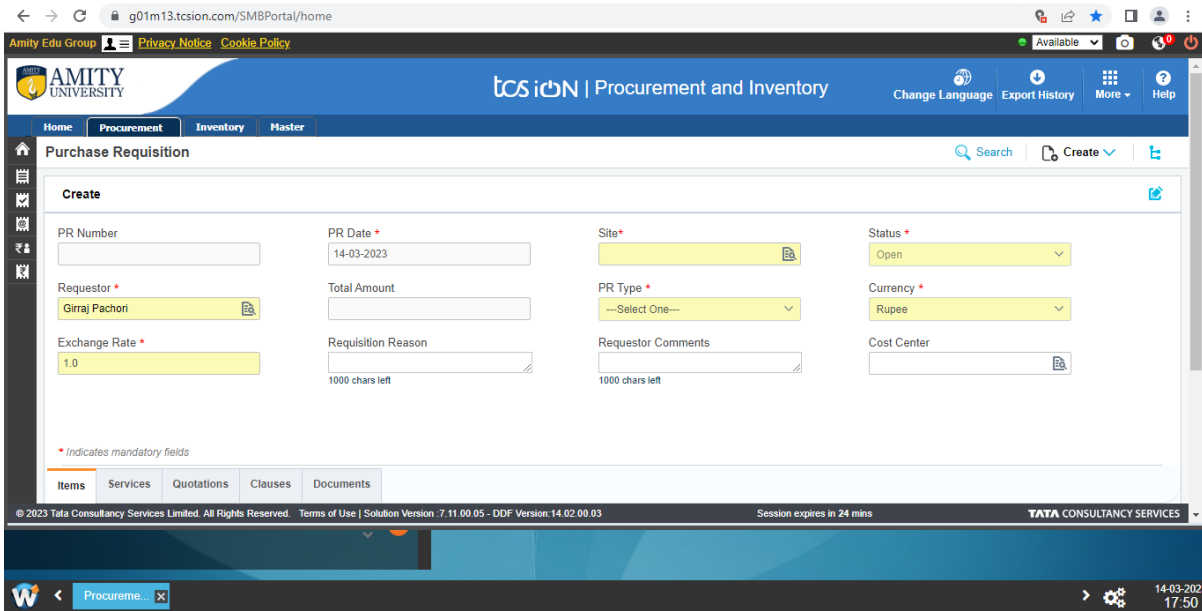 g01m13.tcsion.com/SMBPortal/home
Amity Edu Group Privacy Notice Cookie Policy Available 0
AMITY
AMITY UNIVERSITY tcs iON | Procurement and Inventory Change Language Export History More Help
Home Procurement Inventory Master
Purchase Requisition Search Create
Create
PR Number PR Date * Site* Status *
14-03-2023 Open
Requestor * Total Amount PR Type * Currency *
Girraj Pachori ---Select One--- Rupee
Exchange Rate * Requisition Reason Requestor Comments Cost Center
1.0
1000 chars left 1000 chars left
* Indicates mandatory fields
Items Services Quotations Clauses Documents
© 2023 Tata Consultancy Services Limited. All Rights Reserved. Terms of Use | Solution Version :7.11.00.05 - DDF Version:14.02.00.03 Session expires in 24 mins TATA CONSULTANCY SERVICES
W Procureme... 14-03-202
17:50